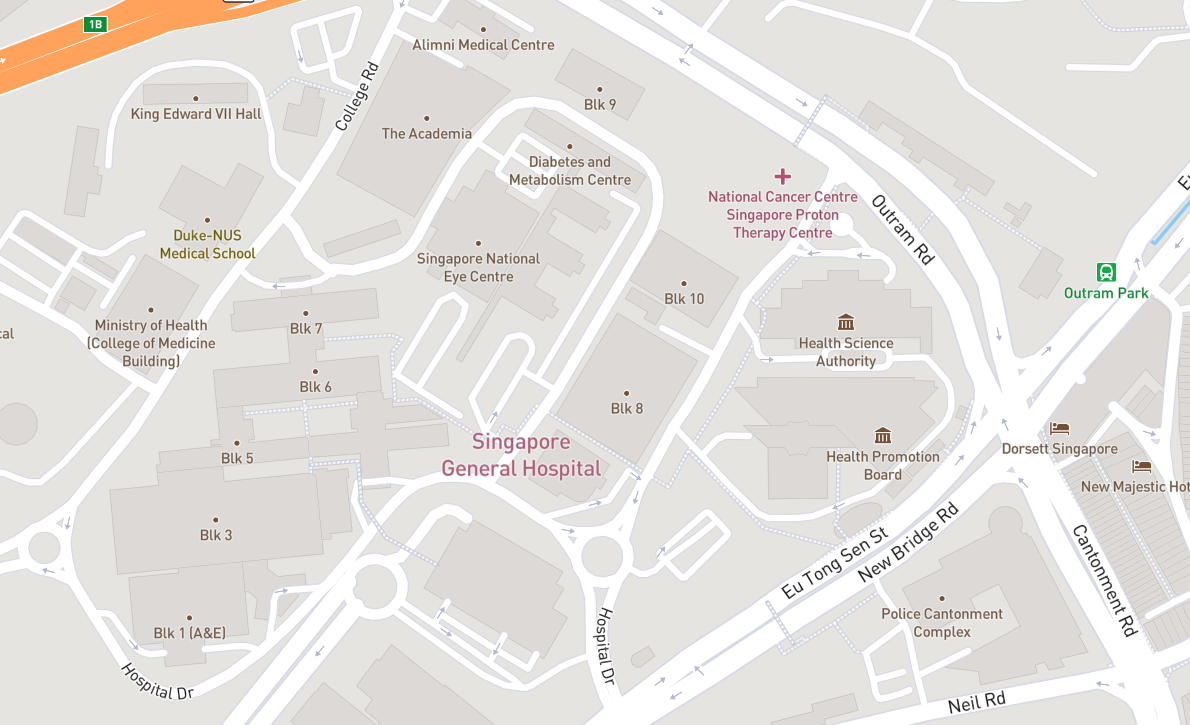 1B
Alimni Medical Centre
College Rd
King Edward VII Hall
The Academia
Blk 9
Diabetes and
Metabolism Centre
National Cancer Centre
Singapore Proton
Therapy Centre
Outram Rd
Duke-NUS
Medical School
Singapore National
Eye Centre
Outram Park
Blk 10
Ministry of Health
(College of Medicine
Building)
Blk 7
Health Science
Authority
Blk 6
Blk 8
Blk 5
Singapore
General Hospital
Health Promotion
Board
Dorsett Singapore
New Majestic Hot
Blk 3
Eu Tong Sen St
New Bridge Rd
Cantonment Rd
Blk 1 (A&E)
Hospital Dr
Hospital Dr
Police Cantonment
Complex
Neil Rd